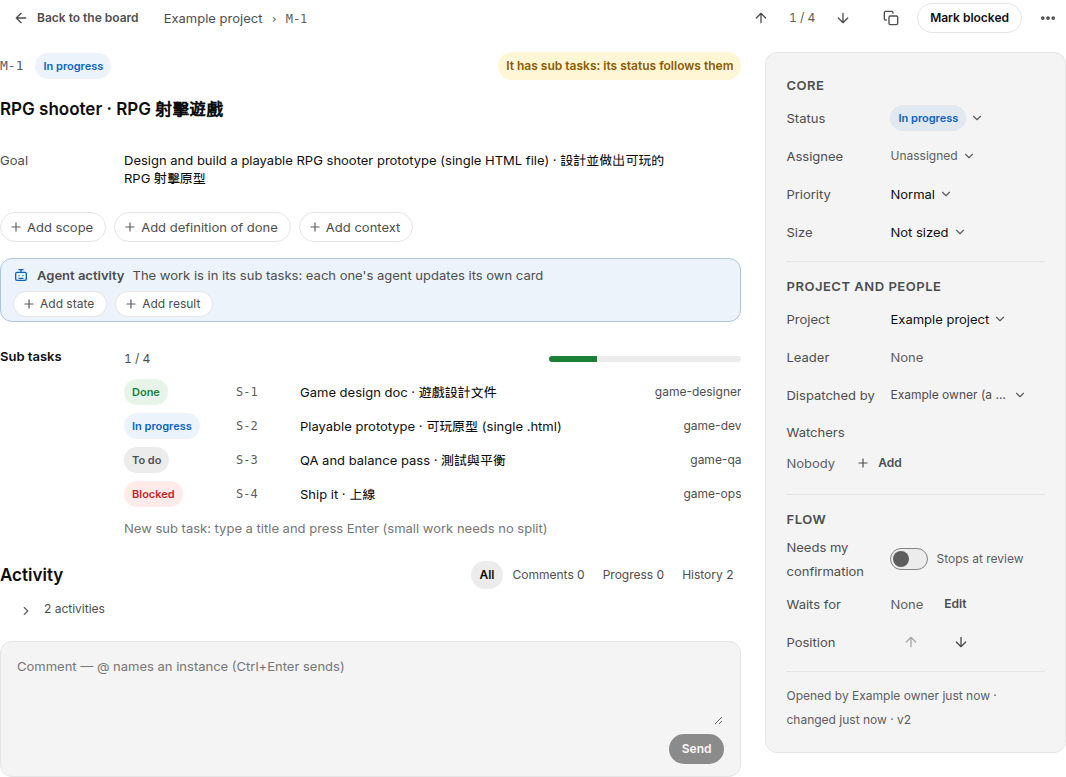 Back to the board
Example project › M-1
1 / 4
Mark blocked
M-1
In progress
It has sub tasks: its status follows them
RPG shooter · RPG 射擊遊戲
Goal
Design and build a playable RPG shooter prototype (single HTML file) · 設計並做出可玩的
RPG 射擊原型
Add scope
Add definition of done
Add context
Agent activity The work is in its sub tasks: each one's agent updates its own card
Add state
Add result
Sub tasks
1 / 4
Done S-1 Game design doc · 遊戲設計文件 game-designer
In progress S-2 Playable prototype · 可玩原型 (single .html) game-dev
To do S-3 QA and balance pass · 測試與平衡 game-qa
Blocked S-4 Ship it · 上線 game-ops
New sub task: type a title and press Enter (small work needs no split)
Activity
All Comments 0 Progress 0 History 2
2 activities
Comment — @ names an instance (Ctrl+Enter sends)
Send
CORE
Status In progress
Assignee Unassigned
Priority Normal
Size Not sized
PROJECT AND PEOPLE
Project Example project
Leader None
Dispatched by Example owner (a ...
Watchers
Nobody Add
FLOW
Needs my
confirmation
Stops at review
Waits for None Edit
Position
Opened by Example owner just now ·
changed just now · v2